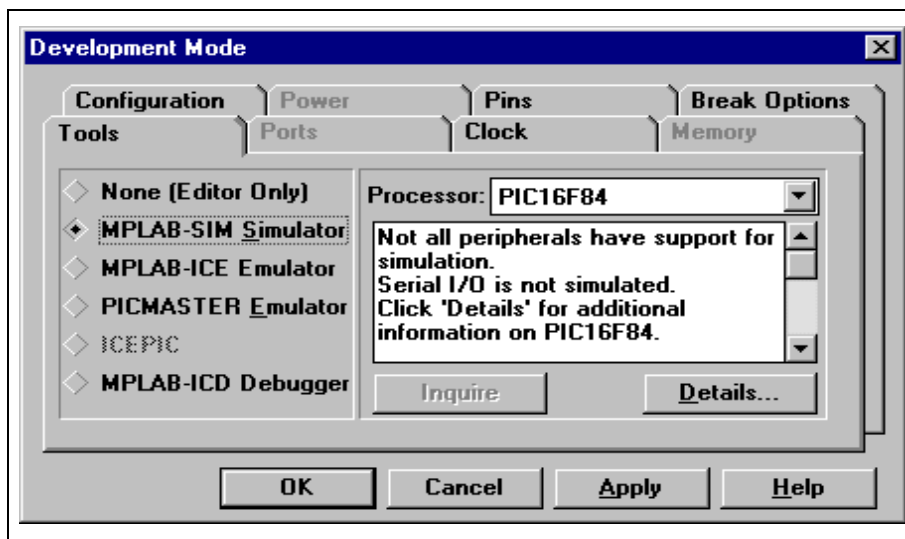 Development Mode
Configuration Power Pins Break Options
Tools Ports Clock Memory
None (Editor Only)
MPLAB-SIM Simulator
MPLAB-ICE Emulator
PICMASTER Emulator
ICEPIC
MPLAB-ICD Debugger
Processor: PIC16F84
Not all peripherals have support for
simulation.
Serial I/O is not simulated.
Click 'Details' for additional
information on PIC16F84.
Inquire Details...
OK Cancel Apply Help